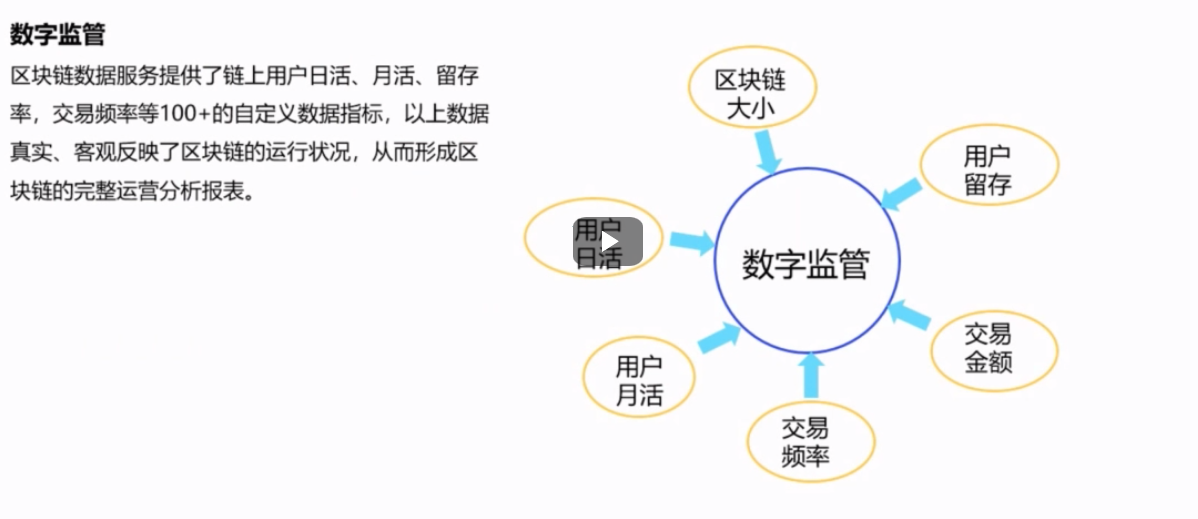 数字监管
区块链数据服务提供了链上用户日活、月活、留存
率，交易频率等100+的自定义数据指标，以上数据
真实、客观反映了区块链的运行状况，从而形成区
块链的完整运营分析报表。
区块链
大小
用户
留存
用户
日活
数字监管
交易
金额
用户
月活
交易
频率